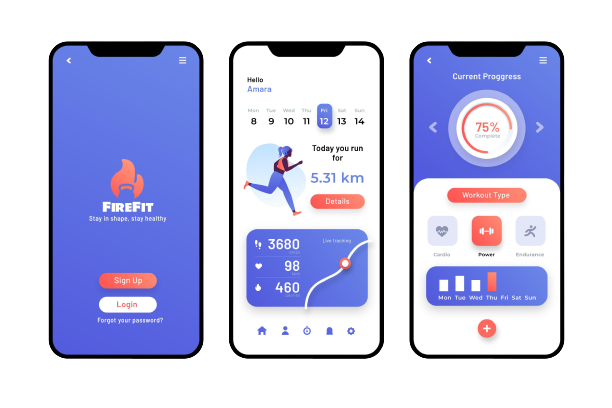 FIREFIT
Stay in shape, stay healthy
Sign Up
Login
Forgot your password?
Hello
Amara
Mon Tue Wed Thu Fri Sat Sun
8 9 10 11 12 13 14
Today you run
for
5.31 km
Details
3680
98
460
Live tracking
Current Proggress
75%
Complete
Workout Type
Cardio Power Endurance
Mon Tue Wed Thu Fri Sat Sun